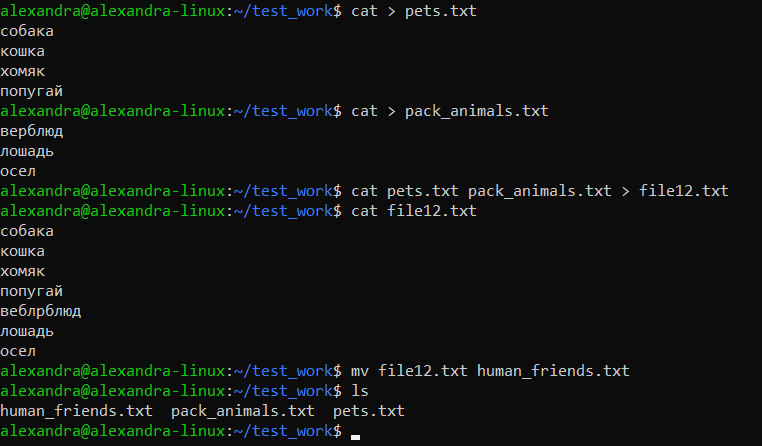 alexandra@alexandra-linux:~/test_work$ cat > pets.txt
собака
кошка
хомяк
попугай
alexandra@alexandra-linux:~/test_work$ cat > pack_animals.txt
верблюд
лошадь
осел
alexandra@alexandra-linux:~/test_work$ cat pets.txt pack_animals.txt > file12.txt
alexandra@alexandra-linux:~/test_work$ cat file12.txt
собака
кошка
хомяк
попугай
веблрблюд
лошадь
осел
alexandra@alexandra-linux:~/test_work$ mv file12.txt human_friends.txt
alexandra@alexandra-linux:~/test_work$ ls
human_friends.txt  pack_animals.txt  pets.txt
alexandra@alexandra-linux:~/test_work$